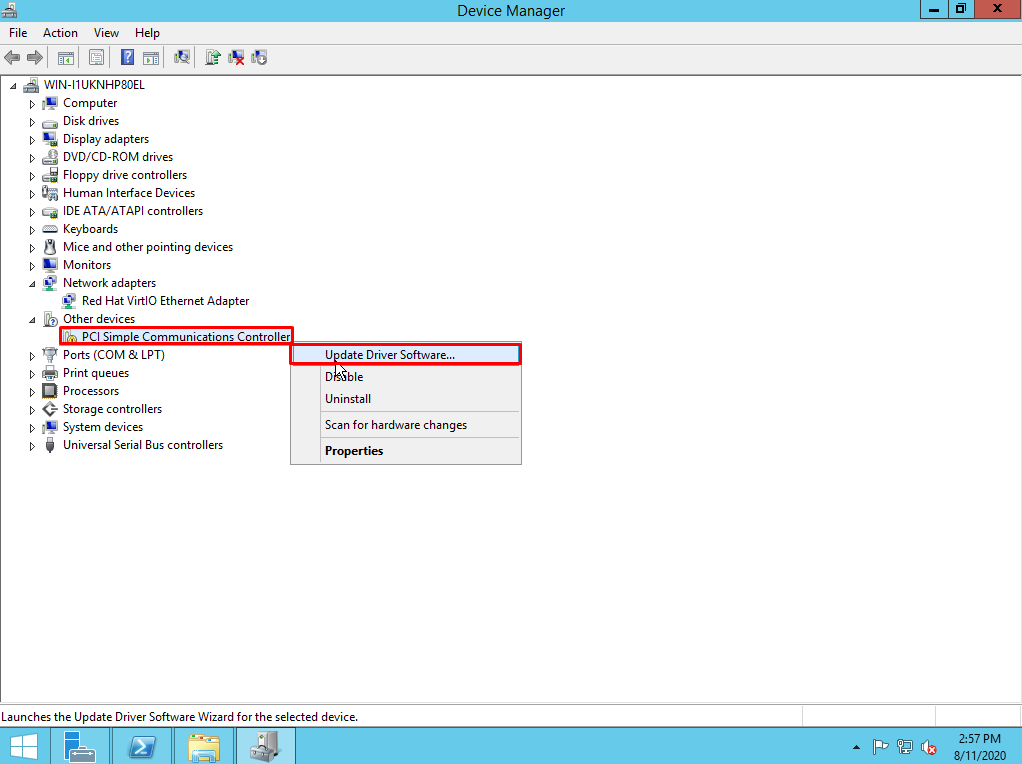 Device Manager
File Action View Help
WIN-I1UKNHP80EL
Computer
Disk drives
Display adapters
DVD/CD-ROM drives
Floppy drive controllers
Human Interface Devices
IDE ATA/ATAPI controllers
Keyboards
Mice and other pointing devices
Monitors
Network adapters
Red Hat VirtIO Ethernet Adapter
Other devices
PCI Simple Communications Controller
Ports (COM & LPT)
Print queues
Processors
Storage controllers
System devices
Universal Serial Bus controllers
Update Driver Software...
Disable
Uninstall
Scan for hardware changes
Properties
Launches the Update Driver Software Wizard for the selected device.
2:57 PM
8/11/2020